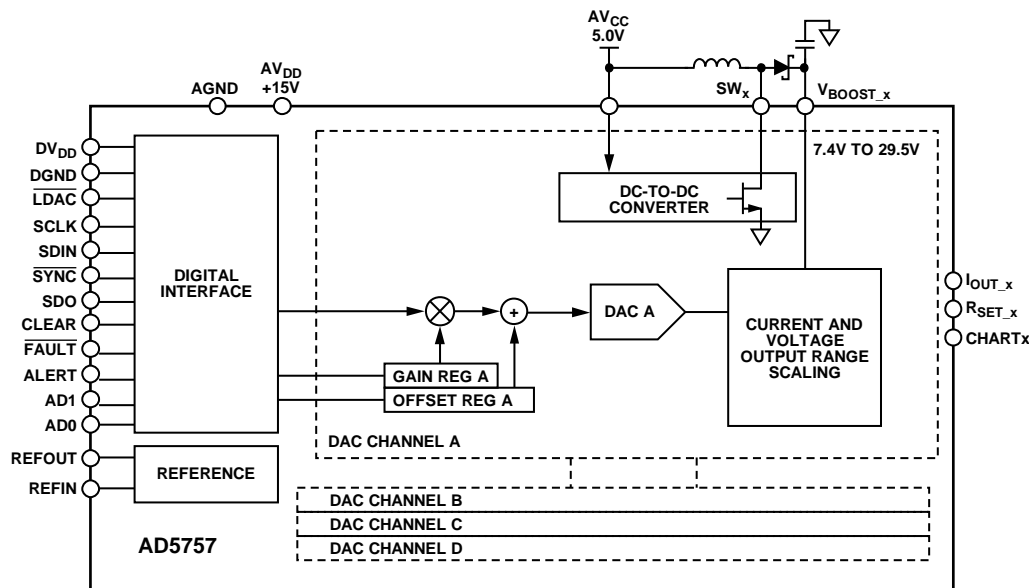 AV_CC
5.0V
AV_DD
+15V
AGND
SW_x
V_BOOST_x
7.4V TO 29.5V
DV_DD
DGND
LDAC
SCLK
SDIN
SYNC
SDO
CLEAR
FAULT
ALERT
AD1
AD0
REFOUT
REFIN
DIGITAL
INTERFACE
REFERENCE
DC-TO-DC
CONVERTER
+
DAC A
GAIN REG A
OFFSET REG A
CURRENT AND
VOLTAGE
OUTPUT RANGE
SCALING
I_OUT_x
R_SET_x
CHARTx
DAC CHANNEL A
DAC CHANNEL B
DAC CHANNEL C
DAC CHANNEL D
AD5757